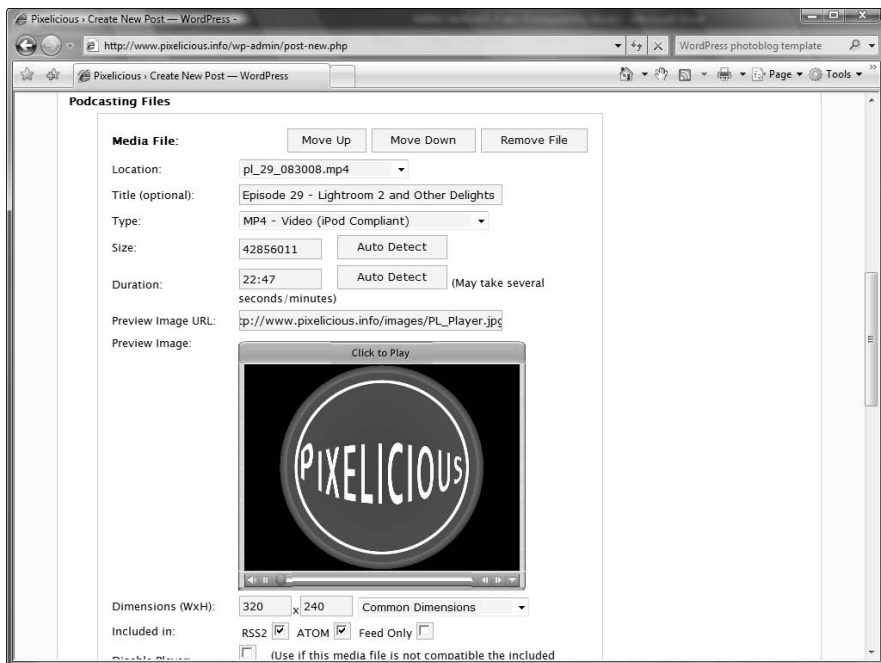 Pixelicious › Create New Post — WordPress -
http://www.pixelicious.info/wp-admin/post-new.php
WordPress photoblog template
Pixelicious › Create New Post — WordPress
Page
Tools
Podcasting Files
Media File:
Move Up
Move Down
Remove File
Location:
pl_29_083008.mp4
Title (optional):
Episode 29 - Lightroom 2 and Other Delights
Type:
MP4 - Video (iPod Compliant)
Size:
42856011
Auto Detect
Duration:
22:47
Auto Detect
(May take several
seconds/minutes)
Preview Image URL:
tp://www.pixelicious.info/images/PL_Player.jpg
Preview Image:
Click to Play
PIXELICIOUS
Dimensions (WxH):
320
x
240
Common Dimensions
Included in:
RSS2
ATOM
Feed Only
Disable Player:
(Use if this media file is not compatible the included